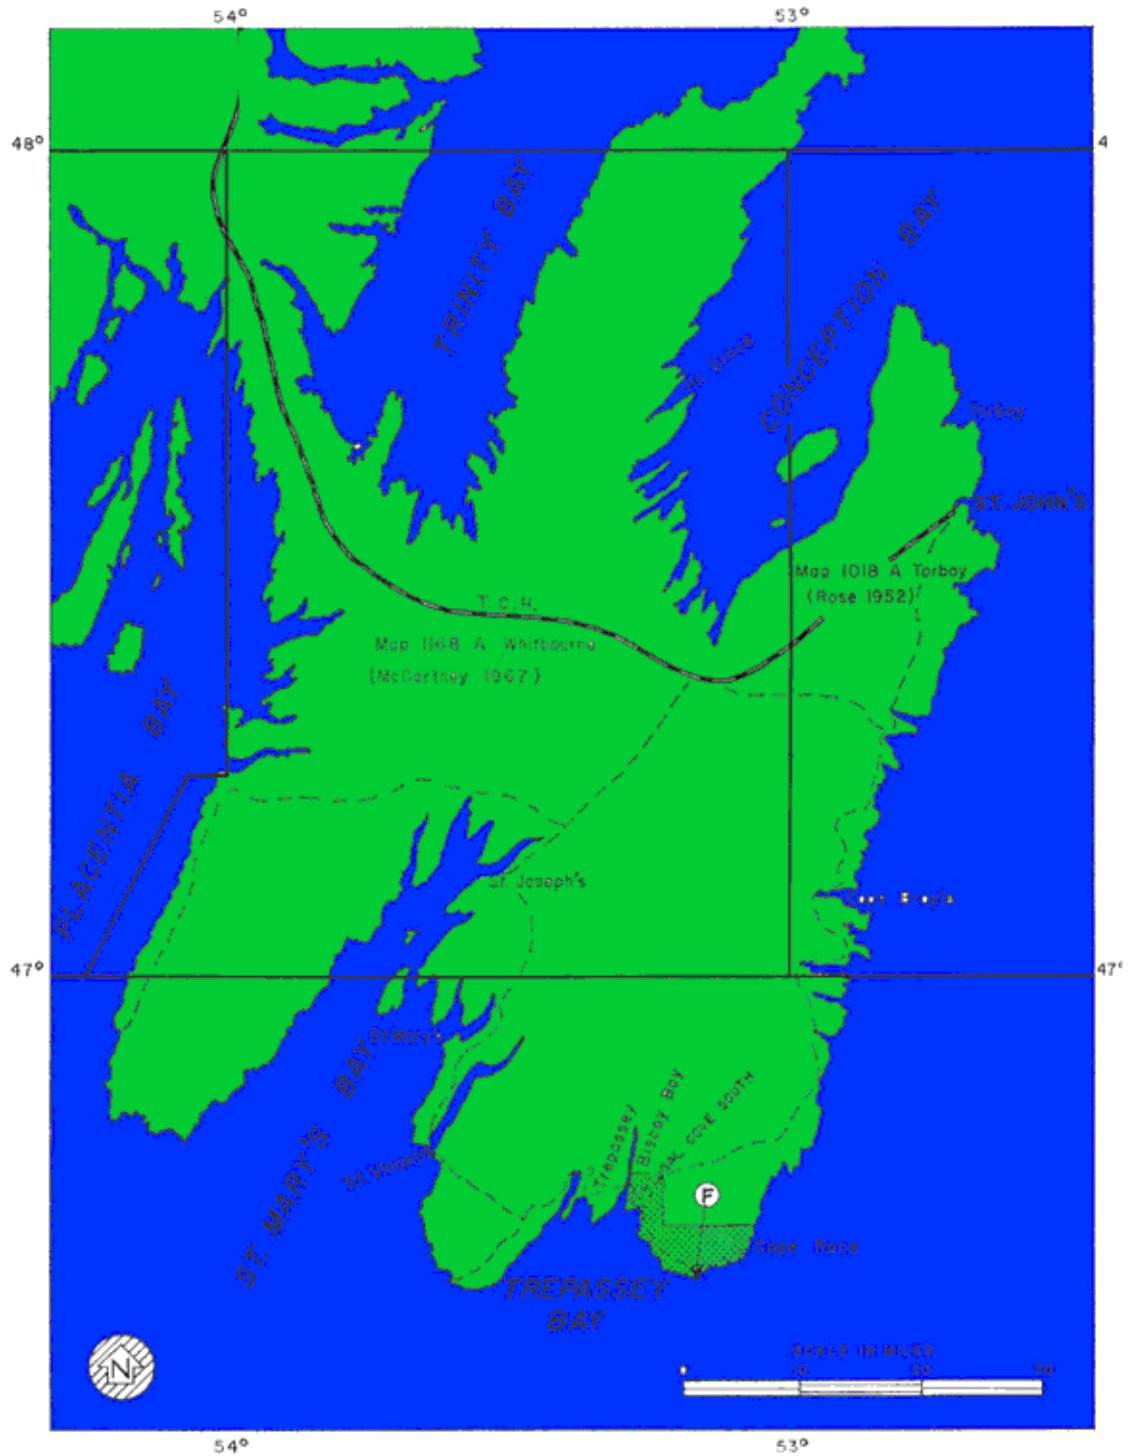 54°
53°
48°
4
TRINITY BAY
CONCEPTION BAY
Torbay
ST. JOHN'S
Map 1018 A Torbay
(Rose 1952)
T.C.H.
Map 1168 A Whitbourne
(McCartney 1967)
PLACENTIA BAY
St. Joseph's
47°
47°
St. Mary's
ST. MARY'S BAY
Trepassey
Biscay Bay
COVE SOUTH
F
Cape Race
TREPASSEY
BAY
N
SCALE IN MILES
0 10 20 30
54°
53°